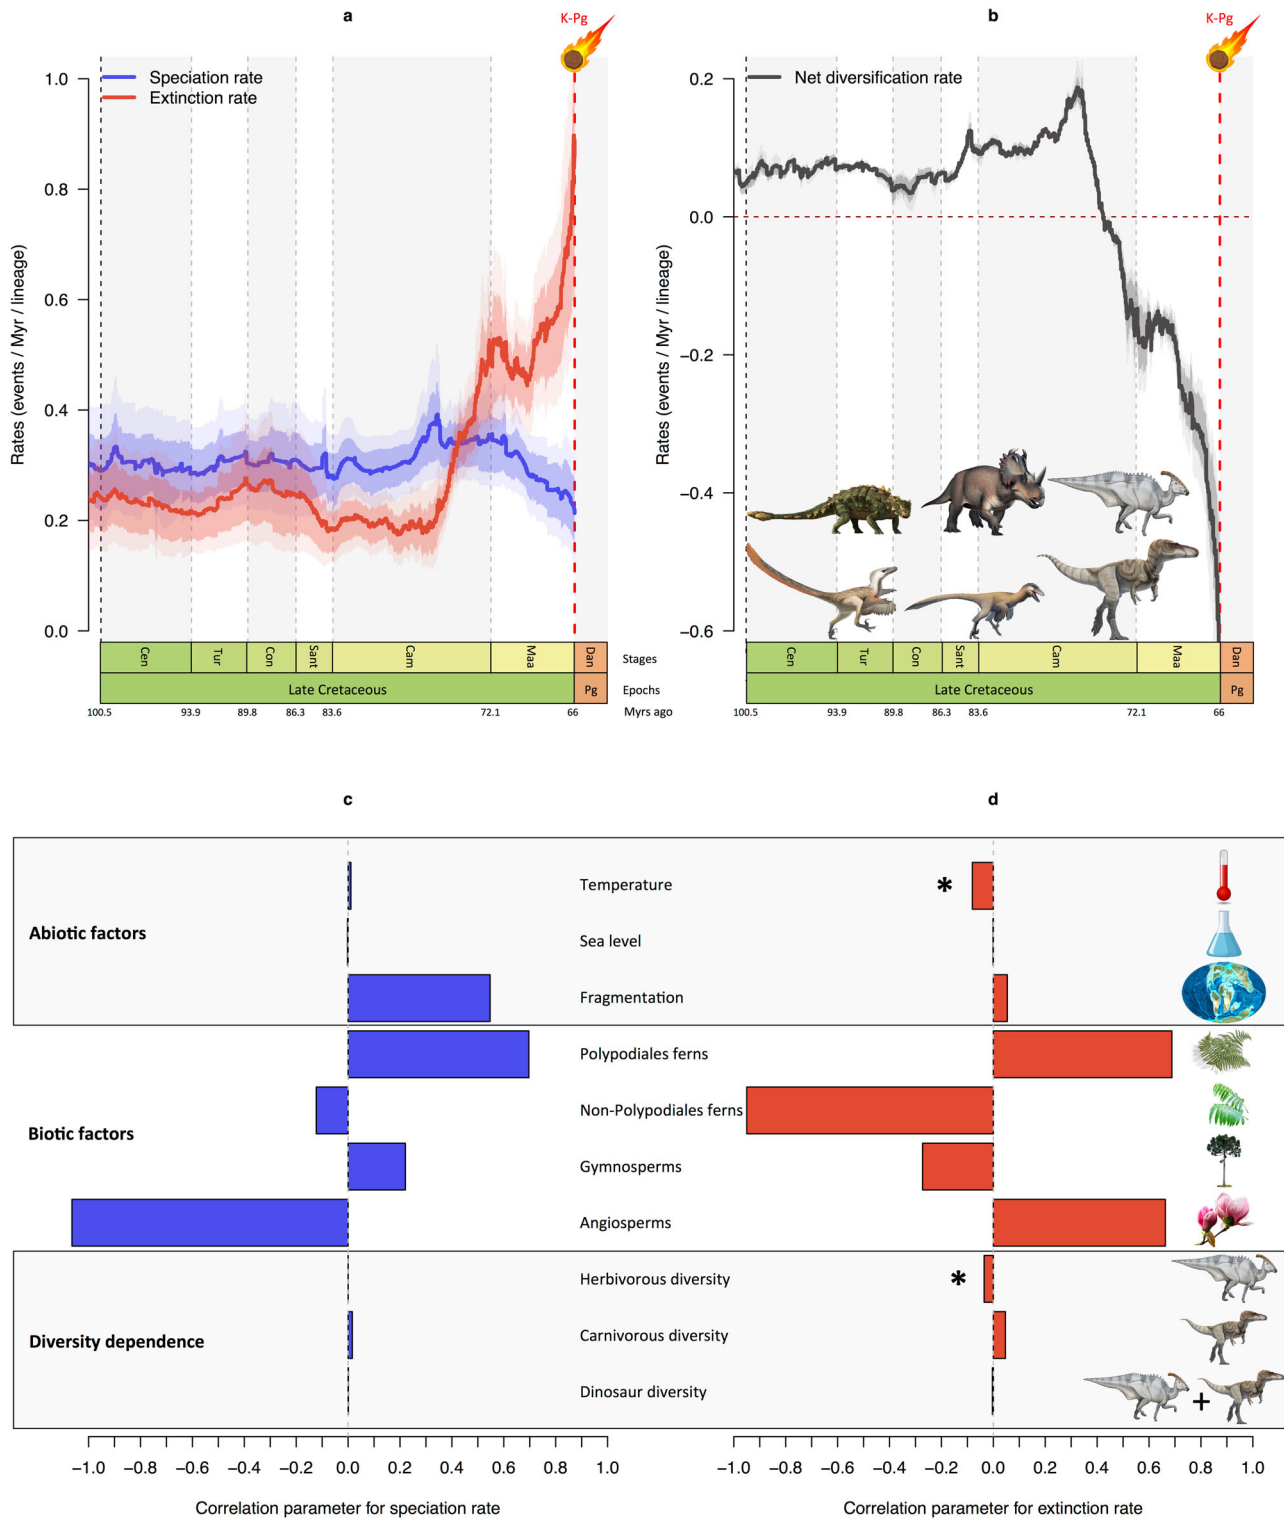 a
K-Pg
1.0
0.8
0.6
0.4
0.2
0.0
Rates (events / Myr / lineage)
Speciation rate
Extinction rate
Cen
Tur
Con
Sant
Cam
Maa
Dan
Stages
Late Cretaceous
Pg
Epochs
100.5
93.9
89.8
86.3
83.6
72.1
66
Myrs ago
b
K-Pg
0.2
0.0
−0.2
−0.4
−0.6
Rates (events / Myr / lineage)
Net diversification rate
Cen
Tur
Con
Sant
Cam
Maa
Dan
Late Cretaceous
Pg
100.5
93.9
89.8
86.3
83.6
72.1
66
c
d
Abiotic factors
Temperature
*
Sea level
Fragmentation
Biotic factors
Polypodiales ferns
Non-Polypodiales ferns
Gymnosperms
Angiosperms
Diversity dependence
Herbivorous diversity
*
Carnivorous diversity
Dinosaur diversity
+
−1.0 −0.8 −0.6 −0.4 −0.2 0.0 0.2 0.4 0.6 0.8 1.0
Correlation parameter for speciation rate
−1.0 −0.8 −0.6 −0.4 −0.2 0.0 0.2 0.4 0.6 0.8 1.0
Correlation parameter for extinction rate